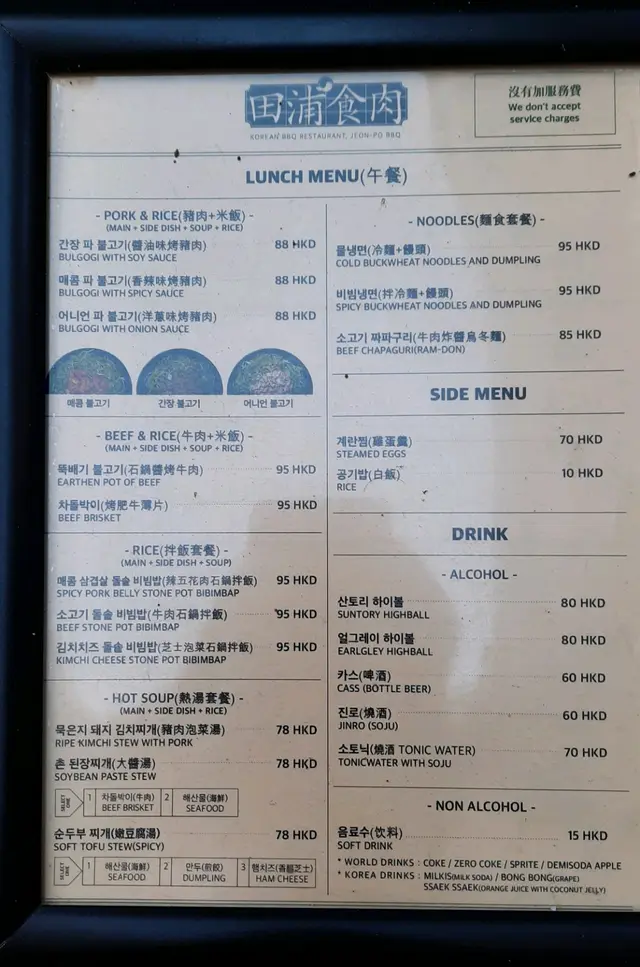 田浦食肉
KOREAN BBQ RESTAURANT, JEON-PO BBQ
沒有加服務費
We don't accept
service charges
LUNCH MENU(午餐)
- PORK & RICE(豬肉+米飯) -
(MAIN + SIDE DISH + SOUP + RICE)
간장 파 불고기(醬油味烤豬肉) 88 HKD
BULGOGI WITH SOY SAUCE
매콤 파 불고기(香辣味烤豬肉) 88 HKD
BULGOGI WITH SPICY SAUCE
어니언 파 불고기(洋蔥味烤豬肉) 88 HKD
BULGOGI WITH ONION SAUCE
매콤 불고기 간장 불고기 어니언 불고기
- BEEF & RICE(牛肉+米飯) -
(MAIN + SIDE DISH + SOUP + RICE)
뚝배기 불고기(石鍋醬烤牛肉) 95 HKD
EARTHEN POT OF BEEF
차돌박이(烤肥牛薄片) 95 HKD
BEEF BRISKET
- RICE(拌飯套餐) -
(MAIN + SIDE DISH + SOUP)
매콤 삼겹살 돌솥 비빔밥(辣五花肉石鍋拌飯) 95 HKD
SPICY PORK BELLY STONE POT BIBIMBAP
소고기 돌솥 비빔밥(牛肉石鍋拌飯) 95 HKD
BEEF STONE POT BIBIMBAP
김치치즈 돌솥 비빔밥(芝士泡菜石鍋拌飯) 95 HKD
KIMCHI CHEESE STONE POT BIBIMBAP
- HOT SOUP(熱湯套餐) -
(MAIN + SIDE DISH + RICE)
묵은지 돼지 김치찌개(豬肉泡菜湯) 78 HKD
RIPE KIMCHI STEW WITH PORK
촌 된장찌개(大醬湯) 78 HKD
SOYBEAN PASTE STEW
SELECT ONE 1 차돌박이(牛肉) BEEF BRISKET 2 해산물(海鮮) SEAFOOD
순두부 찌개(嫩豆腐湯) 78 HKD
SOFT TOFU STEW(SPICY)
SELECT ONE 1 해산물(海鮮) SEAFOOD 2 만두(煎餃) DUMPLING 3 햄치즈(香腸芝士) HAM CHEESE
- NOODLES(麵食套餐) -
물냉면(冷麵+饅頭) 95 HKD
COLD BUCKWHEAT NOODLES AND DUMPLING
비빔냉면(拌冷麵+饅頭) 95 HKD
SPICY BUCKWHEAT NOODLES AND DUMPLING
소고기 짜파구리(牛肉炸醬烏冬麵) 85 HKD
BEEF CHAPAGURI(RAM-DON)
SIDE MENU
계란찜(雞蛋羹) 70 HKD
STEAMED EGGS
공기밥(白飯) 10 HKD
RICE
DRINK
- ALCOHOL -
산토리 하이볼 80 HKD
SUNTORY HIGHBALL
얼그레이 하이볼 80 HKD
EARLGLEY HIGHBALL
카스(啤酒) 60 HKD
CASS (BOTTLE BEER)
진로(燒酒) 60 HKD
JINRO (SOJU)
소토닉(燒酒 TONIC WATER) 70 HKD
TONICWATER WITH SOJU
- NON ALCOHOL -
음료수(饮料) 15 HKD
SOFT DRINK
* WORLD DRINKS : COKE / ZERO COKE / SPRITE / DEMISODA APPLE
* KOREA DRINKS : MILKIS(MILK SODA) / BONG BONG(GRAPE)
SSAEK SSAEK(ORANGE JUICE WITH COCONUT JELLY)